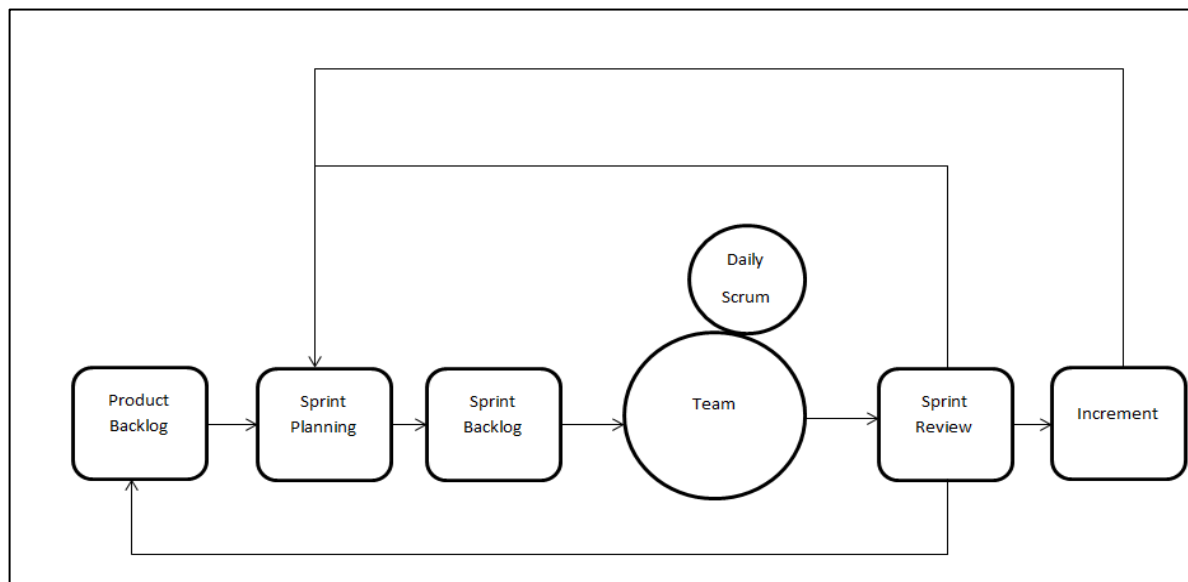 Daily
Scrum
Product
Backlog
Sprint
Planning
Sprint
Backlog
Team
Sprint
Review
Increment